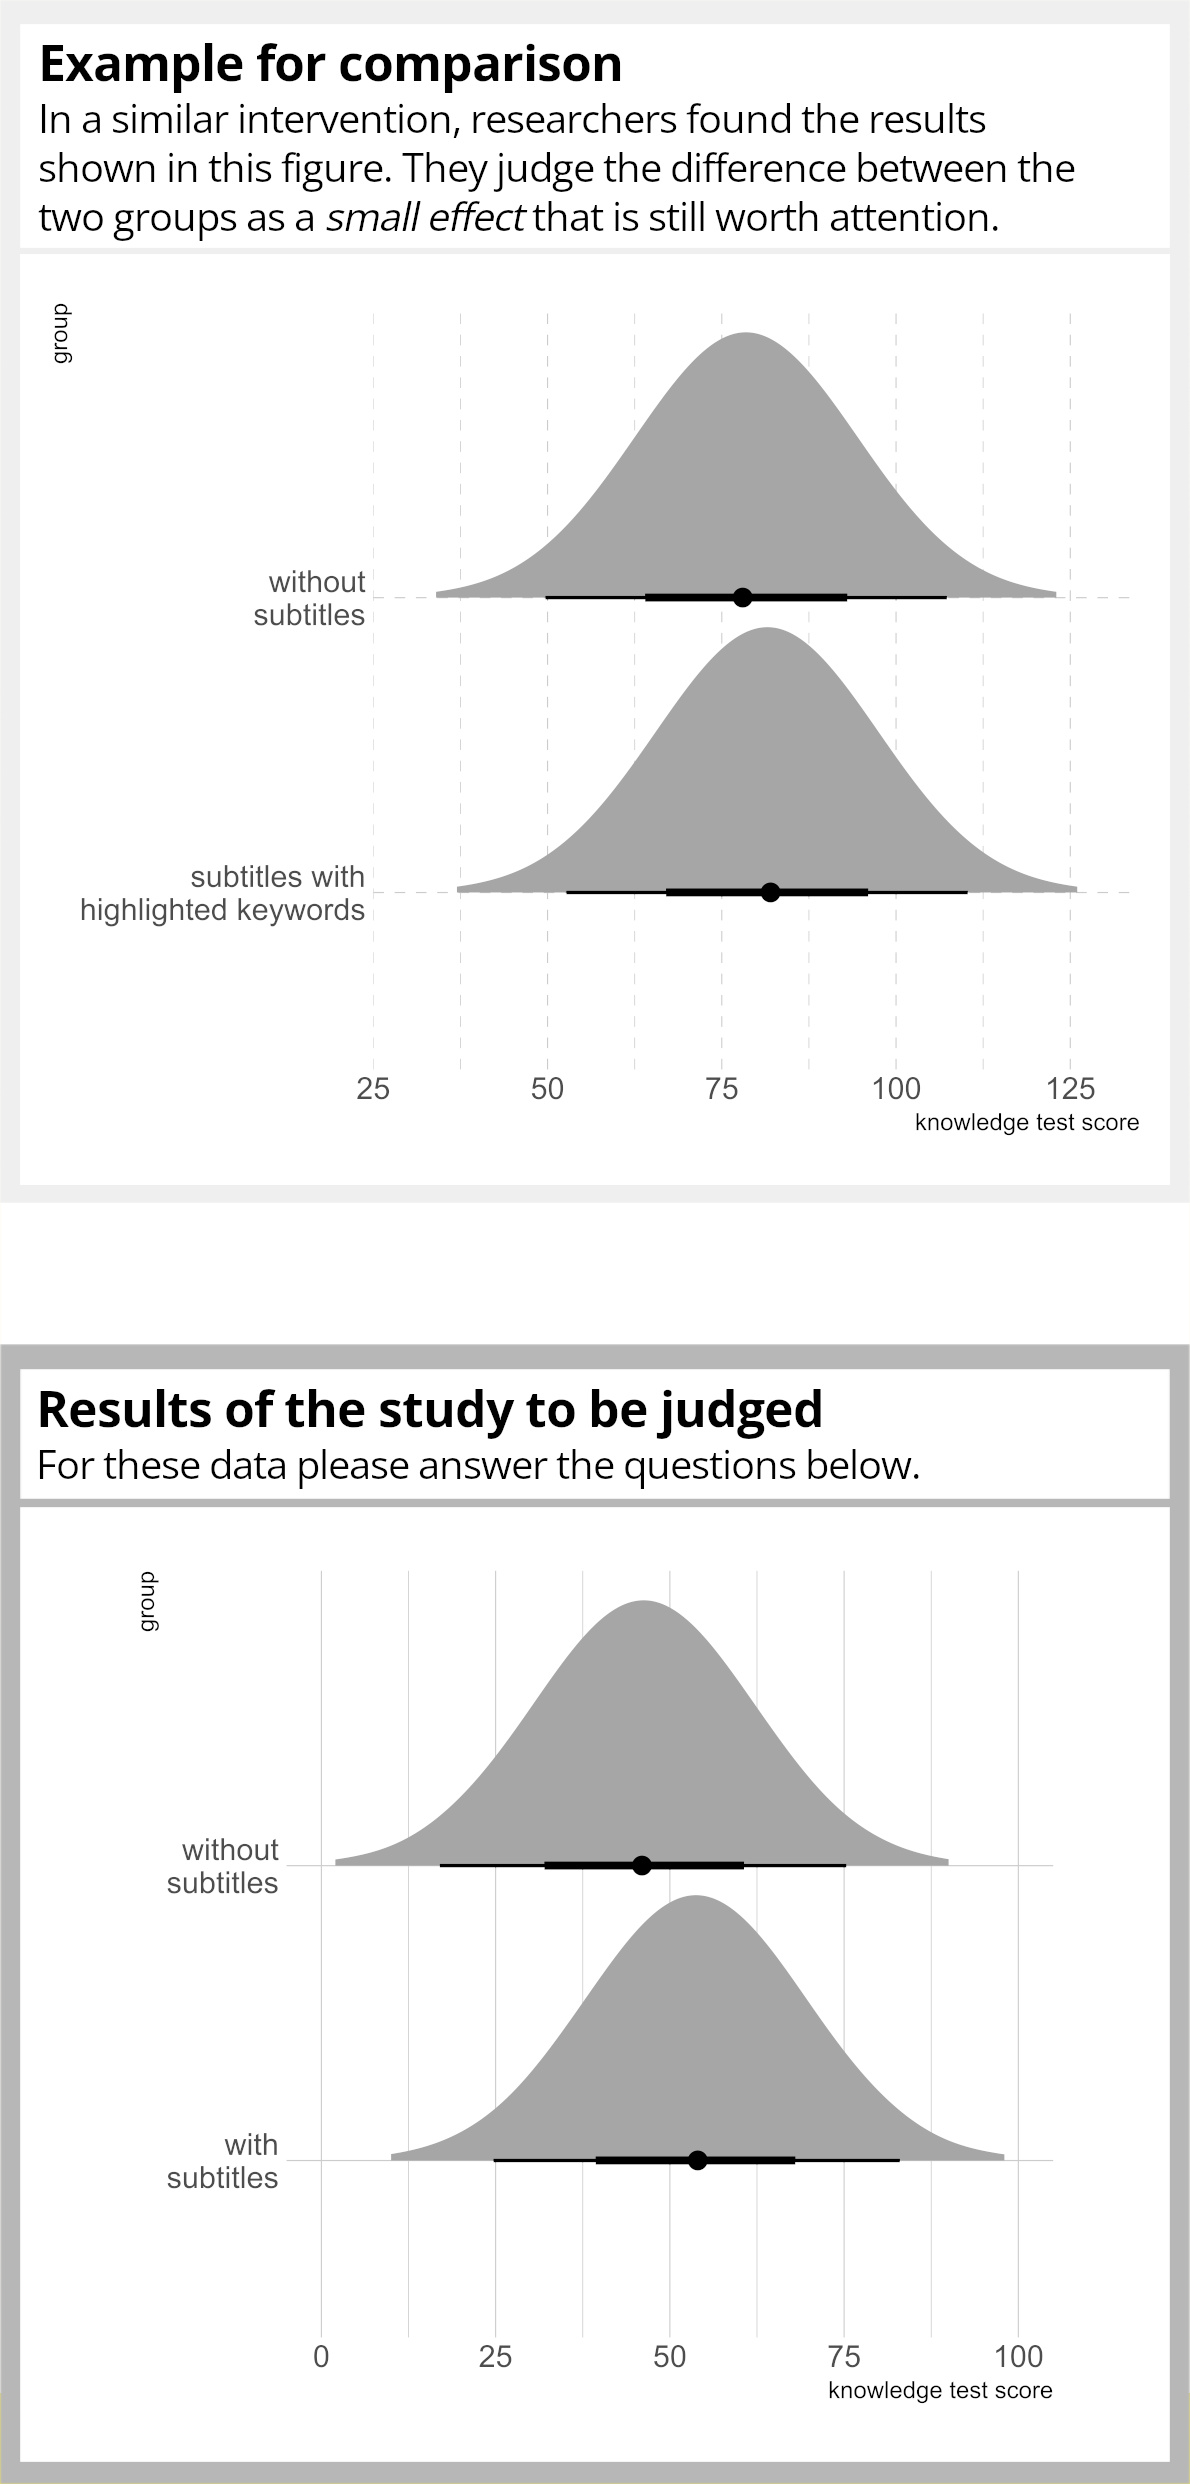 Example for comparison
In a similar intervention, researchers found the results
shown in this figure. They judge the difference between the
two groups as a small effect that is still worth attention.
group
without
subtitles
subtitles with
highlighted keywords
25 50 75 100 125
knowledge test score
Results of the study to be judged
For these data please answer the questions below.
group
without
subtitles
with
subtitles
0 25 50 75 100
knowledge test score